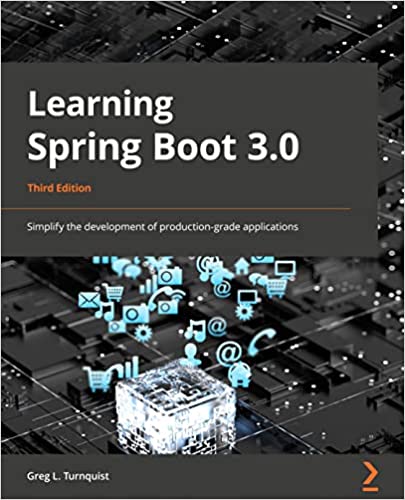 Learning
Spring Boot 3.0
Third Edition
Simplify the development of production-grade applications
Greg L. Turnquist